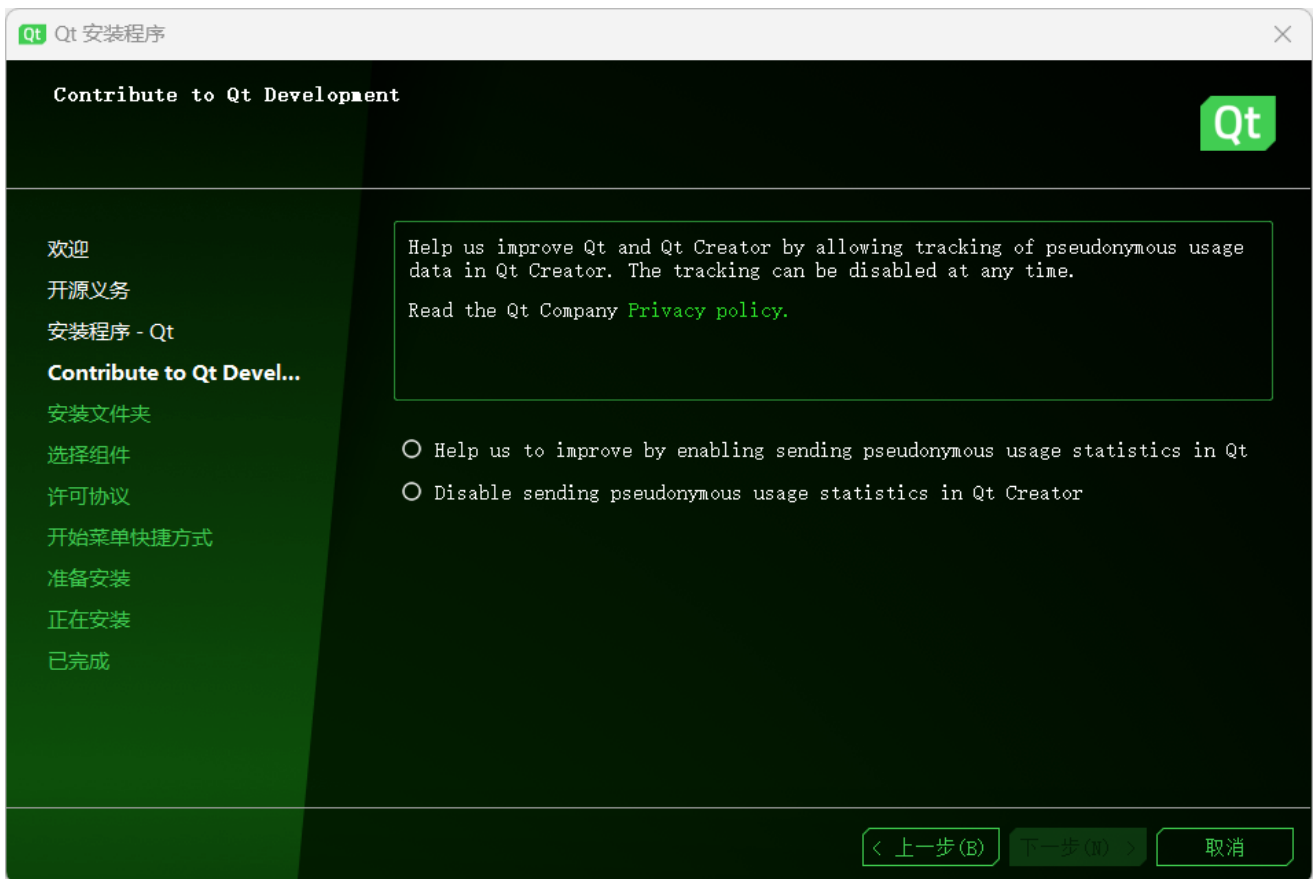 Qt Qt 安装程序
Contribute to Qt Development
Qt
欢迎
开源义务
安装程序 - Qt
Contribute to Qt Devel...
安装文件夹
选择组件
许可协议
开始菜单快捷方式
准备安装
正在安装
已完成
Help us improve Qt and Qt Creator by allowing tracking of pseudonymous usage
data in Qt Creator. The tracking can be disabled at any time.
Read the Qt Company Privacy policy.
Help us to improve by enabling sending pseudonymous usage statistics in Qt
Disable sending pseudonymous usage statistics in Qt Creator
< 上一步(B) 下一步(N) > 取消